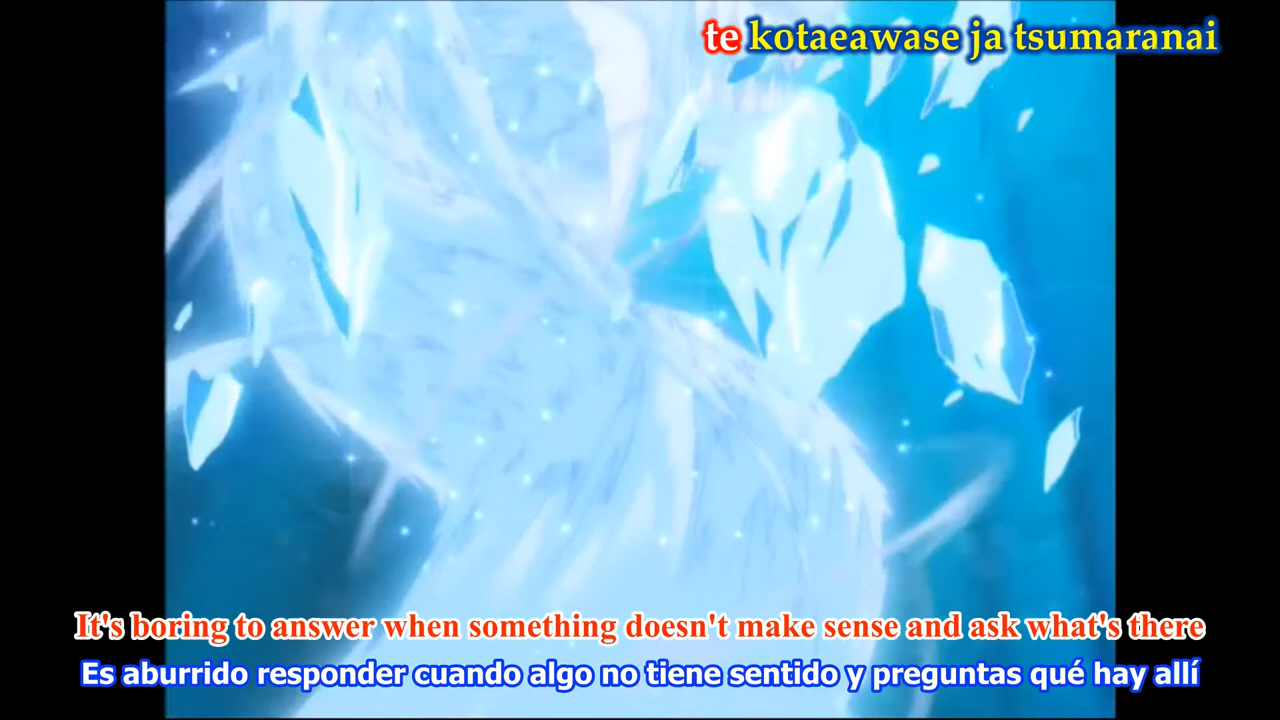 te kotaeawase ja tsumaranai
It's boring to answer when something doesn't make sense and ask what's there
Es aburrido responder cuando algo no tiene sentido y preguntas qué hay allí